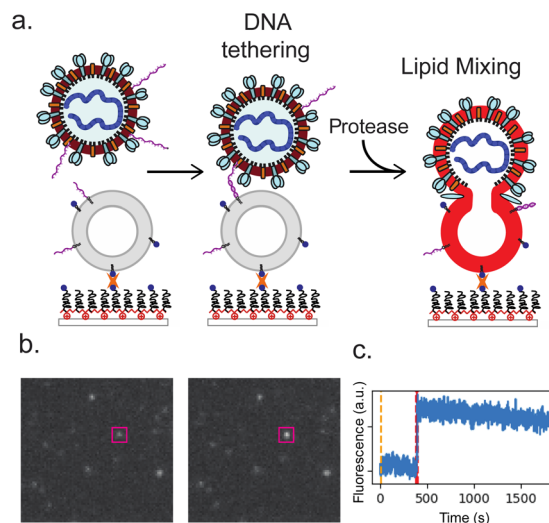 a.
DNA
tethering
Lipid Mixing
Protease
b.
c.
Fluorescence (a.u.)
0 500 1000 1500
Time (s)